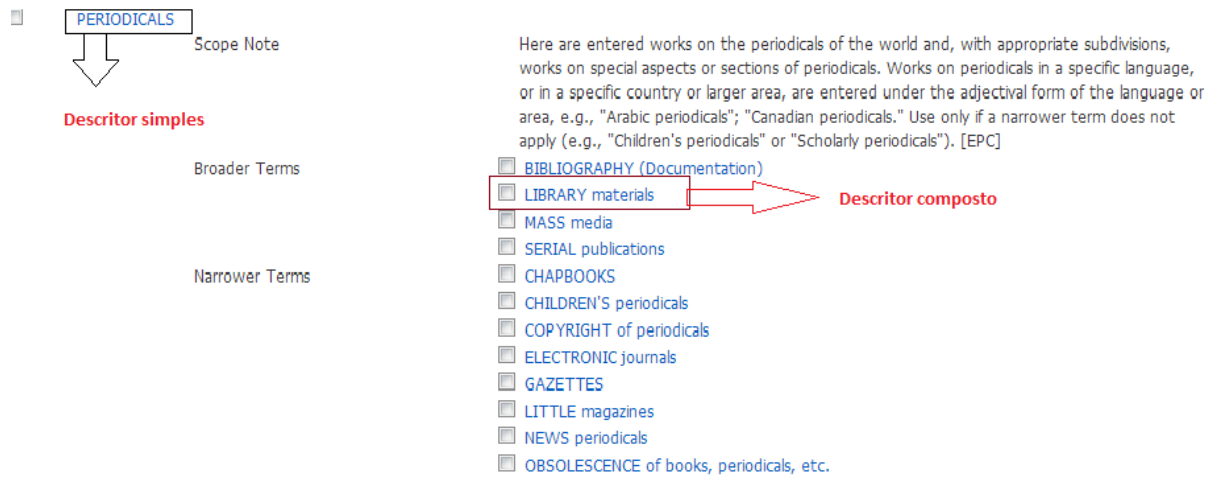 PERIODICALS
Scope Note
Here are entered works on the periodicals of the world and, with appropriate subdivisions,
works on special aspects or sections of periodicals. Works on periodicals in a specific language,
or in a specific country or larger area, are entered under the adjectival form of the language or
area, e.g., "Arabic periodicals"; "Canadian periodicals." Use only if a narrower term does not
apply (e.g., "Children's periodicals" or "Scholarly periodicals"). [EPC]
Descritor simples
Broader Terms
BIBLIOGRAPHY (Documentation)
LIBRARY materials
Descritor composto
MASS media
SERIAL publications
Narrower Terms
CHAPBOOKS
CHILDREN'S periodicals
COPYRIGHT of periodicals
ELECTRONIC journals
GAZETTES
LITTLE magazines
NEWS periodicals
OBSOLESCENCE of books, periodicals, etc.